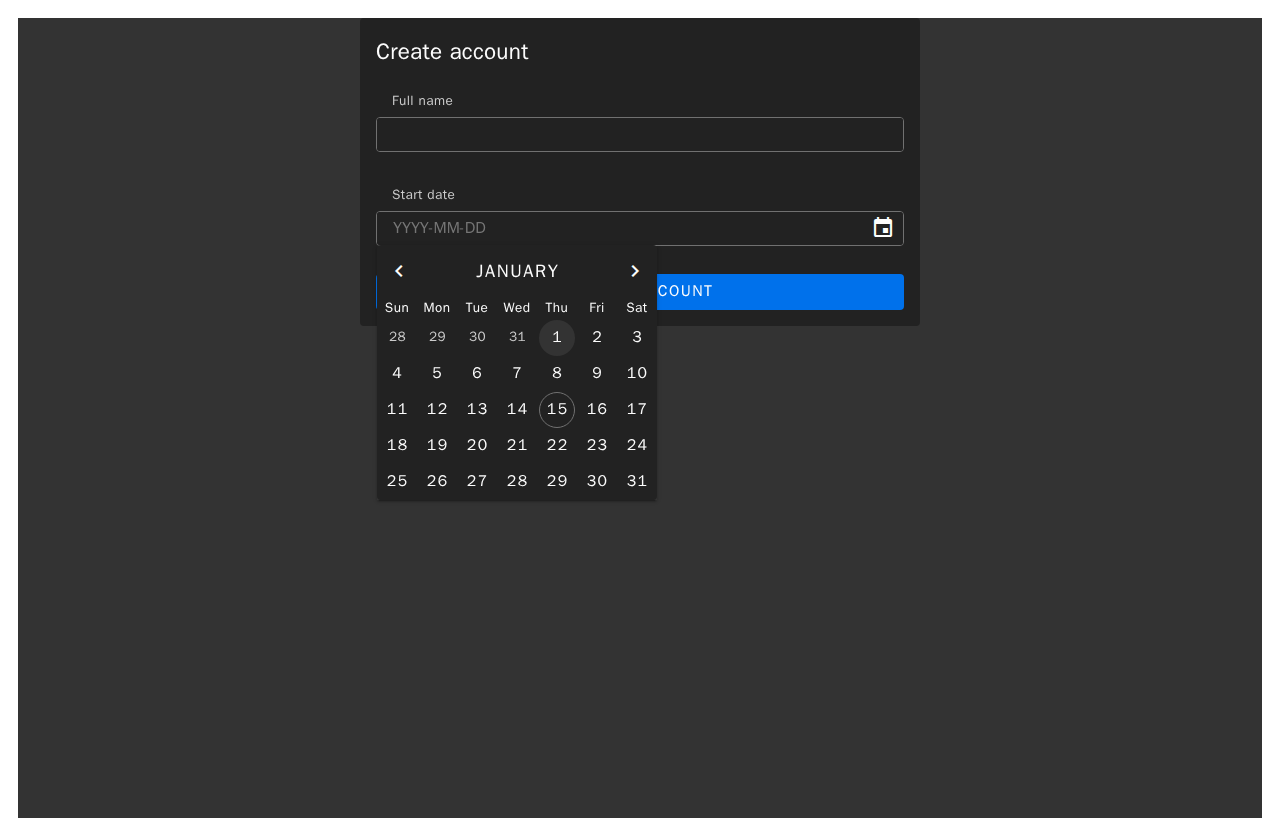 Create account
Full name
Start date
YYYY-MM-DD
JANUARY
COUNT
Sun Mon Tue Wed Thu Fri Sat
28 29 30 31 1 2 3
4 5 6 7 8 9 10
11 12 13 14 15 16 17
18 19 20 21 22 23 24
25 26 27 28 29 30 31